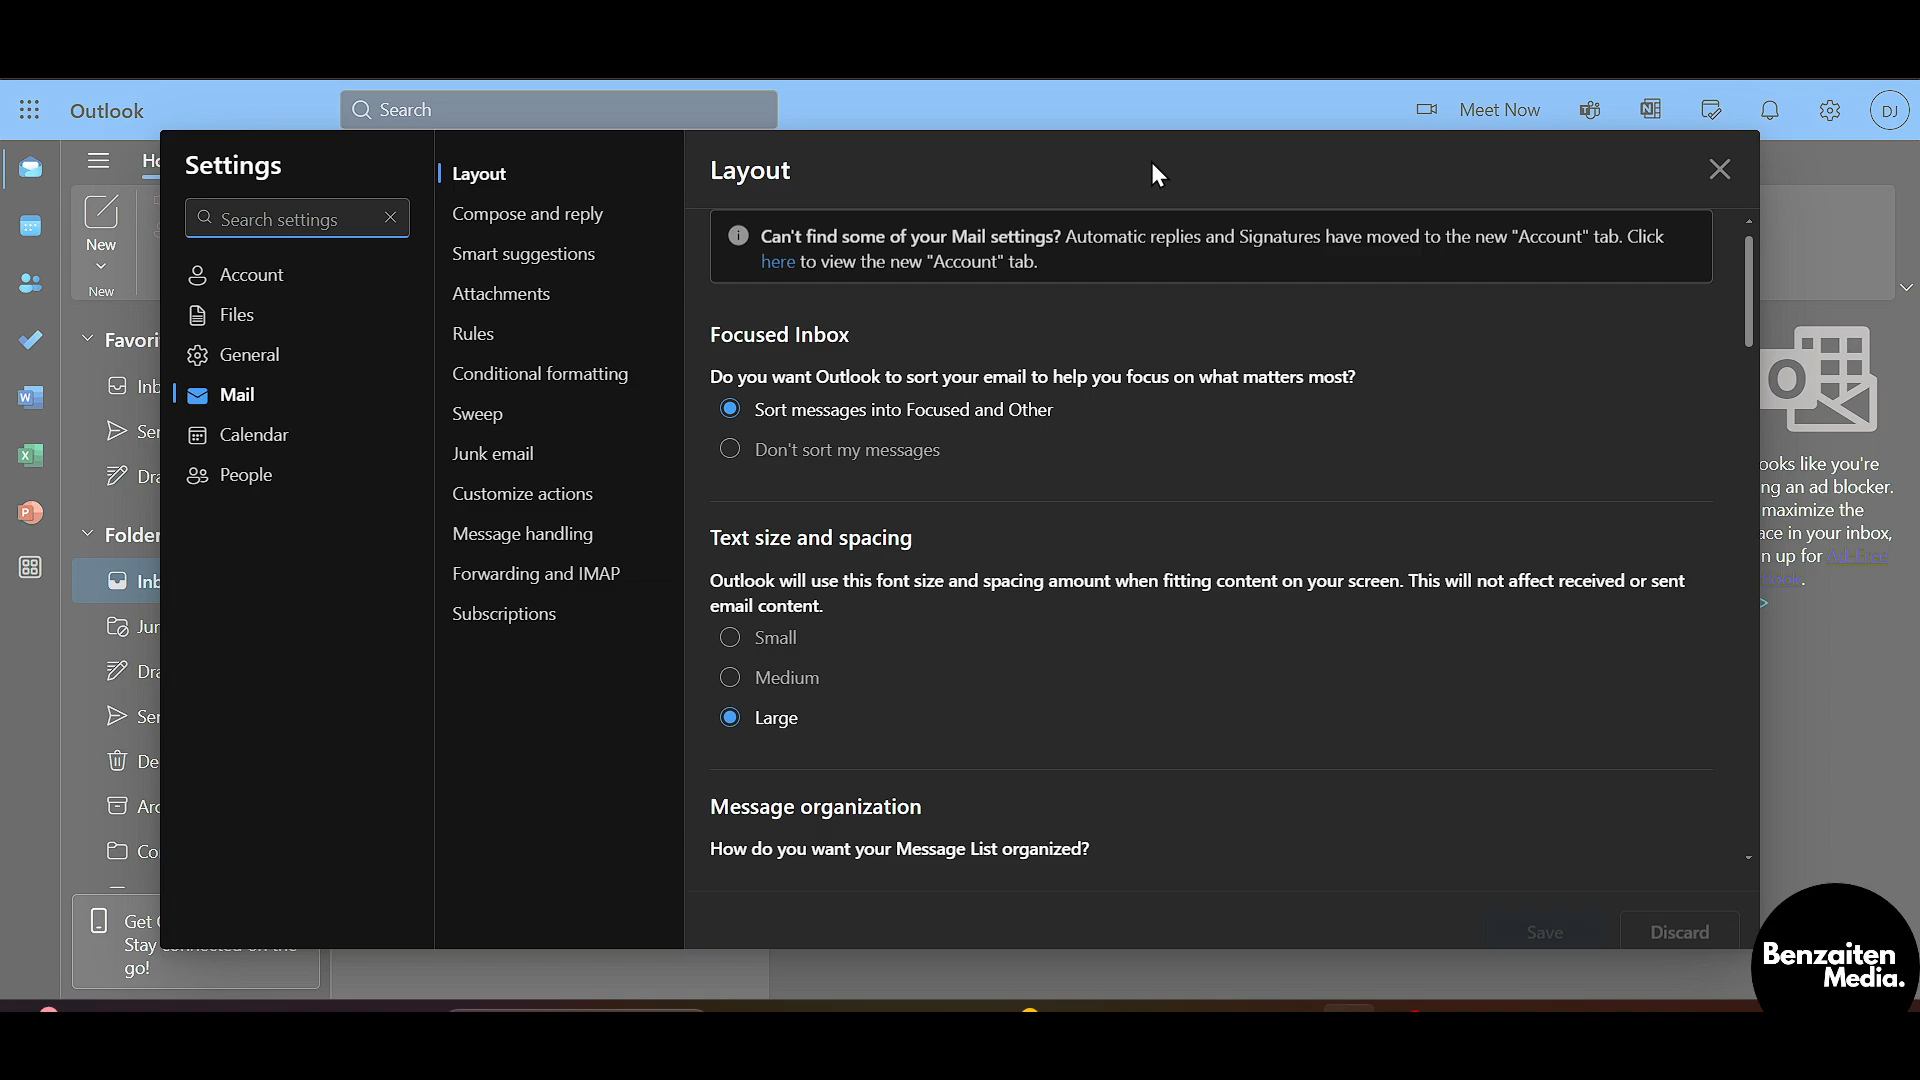 Outlook
Search
Meet Now
DJ
Settings
Search settings
Account
Files
General
Mail
Calendar
People
Layout
Compose and reply
Smart suggestions
Attachments
Rules
Conditional formatting
Sweep
Junk email
Customize actions
Message handling
Forwarding and IMAP
Subscriptions
Layout
Can't find some of your Mail settings? Automatic replies and Signatures have moved to the new "Account" tab. Click
here to view the new "Account" tab.
Focused Inbox
Do you want Outlook to sort your email to help you focus on what matters most?
Sort messages into Focused and Other
Don't sort my messages
Text size and spacing
Outlook will use this font size and spacing amount when fitting content on your screen. This will not affect received or sent
email content.
Small
Medium
Large
Message organization
How do you want your Message List organized?
Save
Discard
Ho
New
New
Favori
Inb
Sen
Dra
Folder
Inb
Jun
Dra
Sen
De
Arc
Co
Get
Stay
go!
ooks like you're
ng an ad blocker.
maximize the
ace in your inbox,
n up for Ad-Free
Benzaiten
Media.